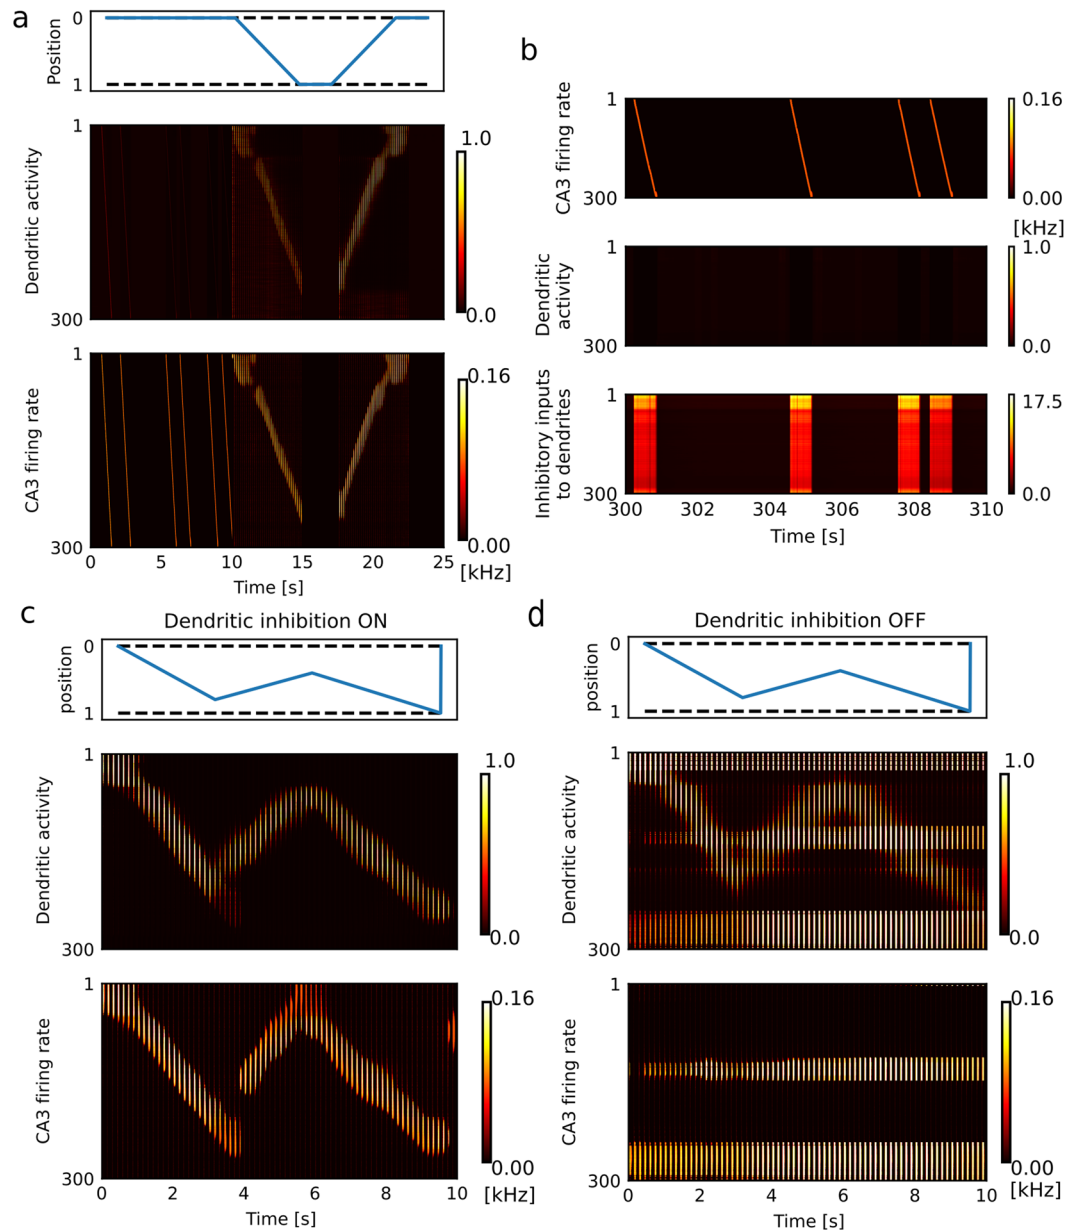 a
Position
0
1
Dendritic activity
1
300
1.0
0.0
CA3 firing rate
1
300
0.16
0.00
[kHz]
0 5 10 15 20 25
Time [s]
b
CA3 firing rate
1
300
0.16
0.00
[kHz]
Dendritic
activity
1
300
1.0
0.0
Inhibitory inputs
to dendrites
1
300
17.5
0.0
300 302 304 306 308 310
Time [s]
c
Dendritic inhibition ON
position
0
1
Dendritic activity
1
300
1.0
0.0
CA3 firing rate
1
300
0.16
0.00
[kHz]
0 2 4 6 8 10
Time [s]
d
Dendritic inhibition OFF
position
0
1
Dendritic activity
1
300
1.0
0.0
CA3 firing rate
1
300
0.16
0.00
[kHz]
0 2 4 6 8 10
Time [s]